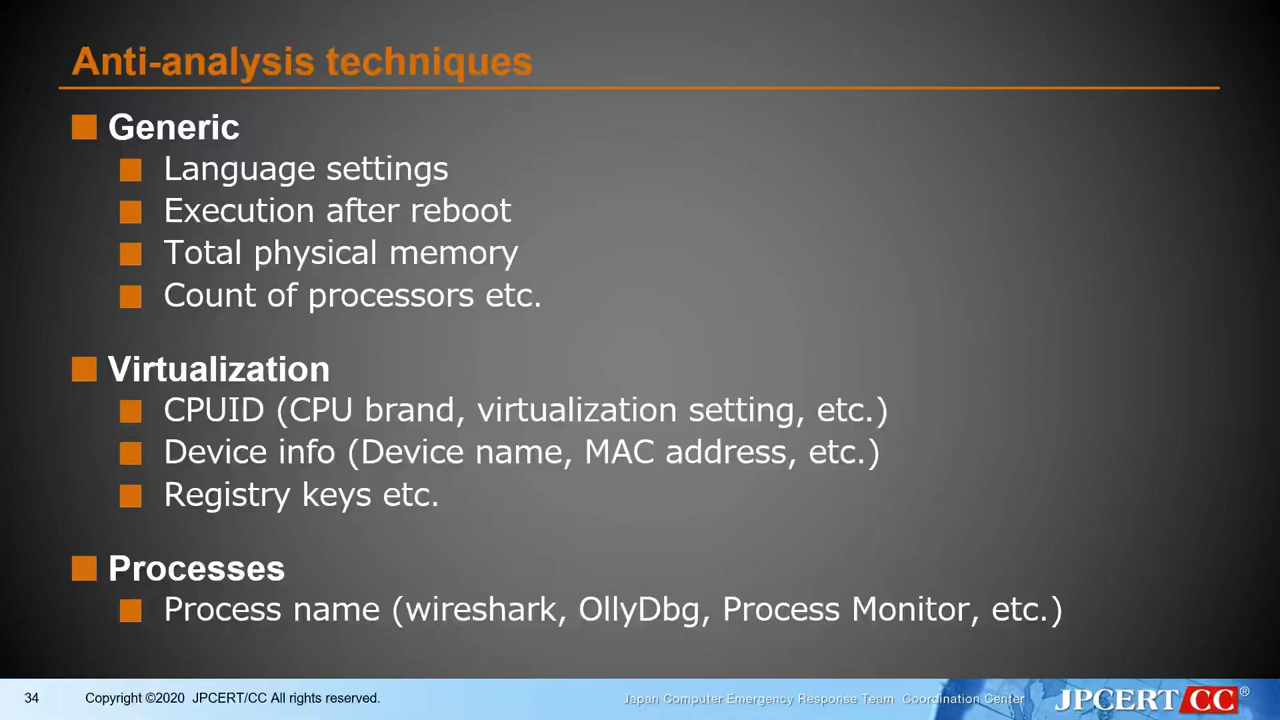 Anti-analysis techniques
Generic
Language settings
Execution after reboot
Total physical memory
Count of processors etc.
Virtualization
CPUID (CPU brand, virtualization setting, etc.)
Device info (Device name, MAC address, etc.)
Registry keys etc.
Processes
Process name (wireshark, OllyDbg, Process Monitor, etc.)
34 Copyright ©2020 JPCERT/CC All rights reserved. Japan Computer Emergency Response Team Coordination Center JPCERT CC®